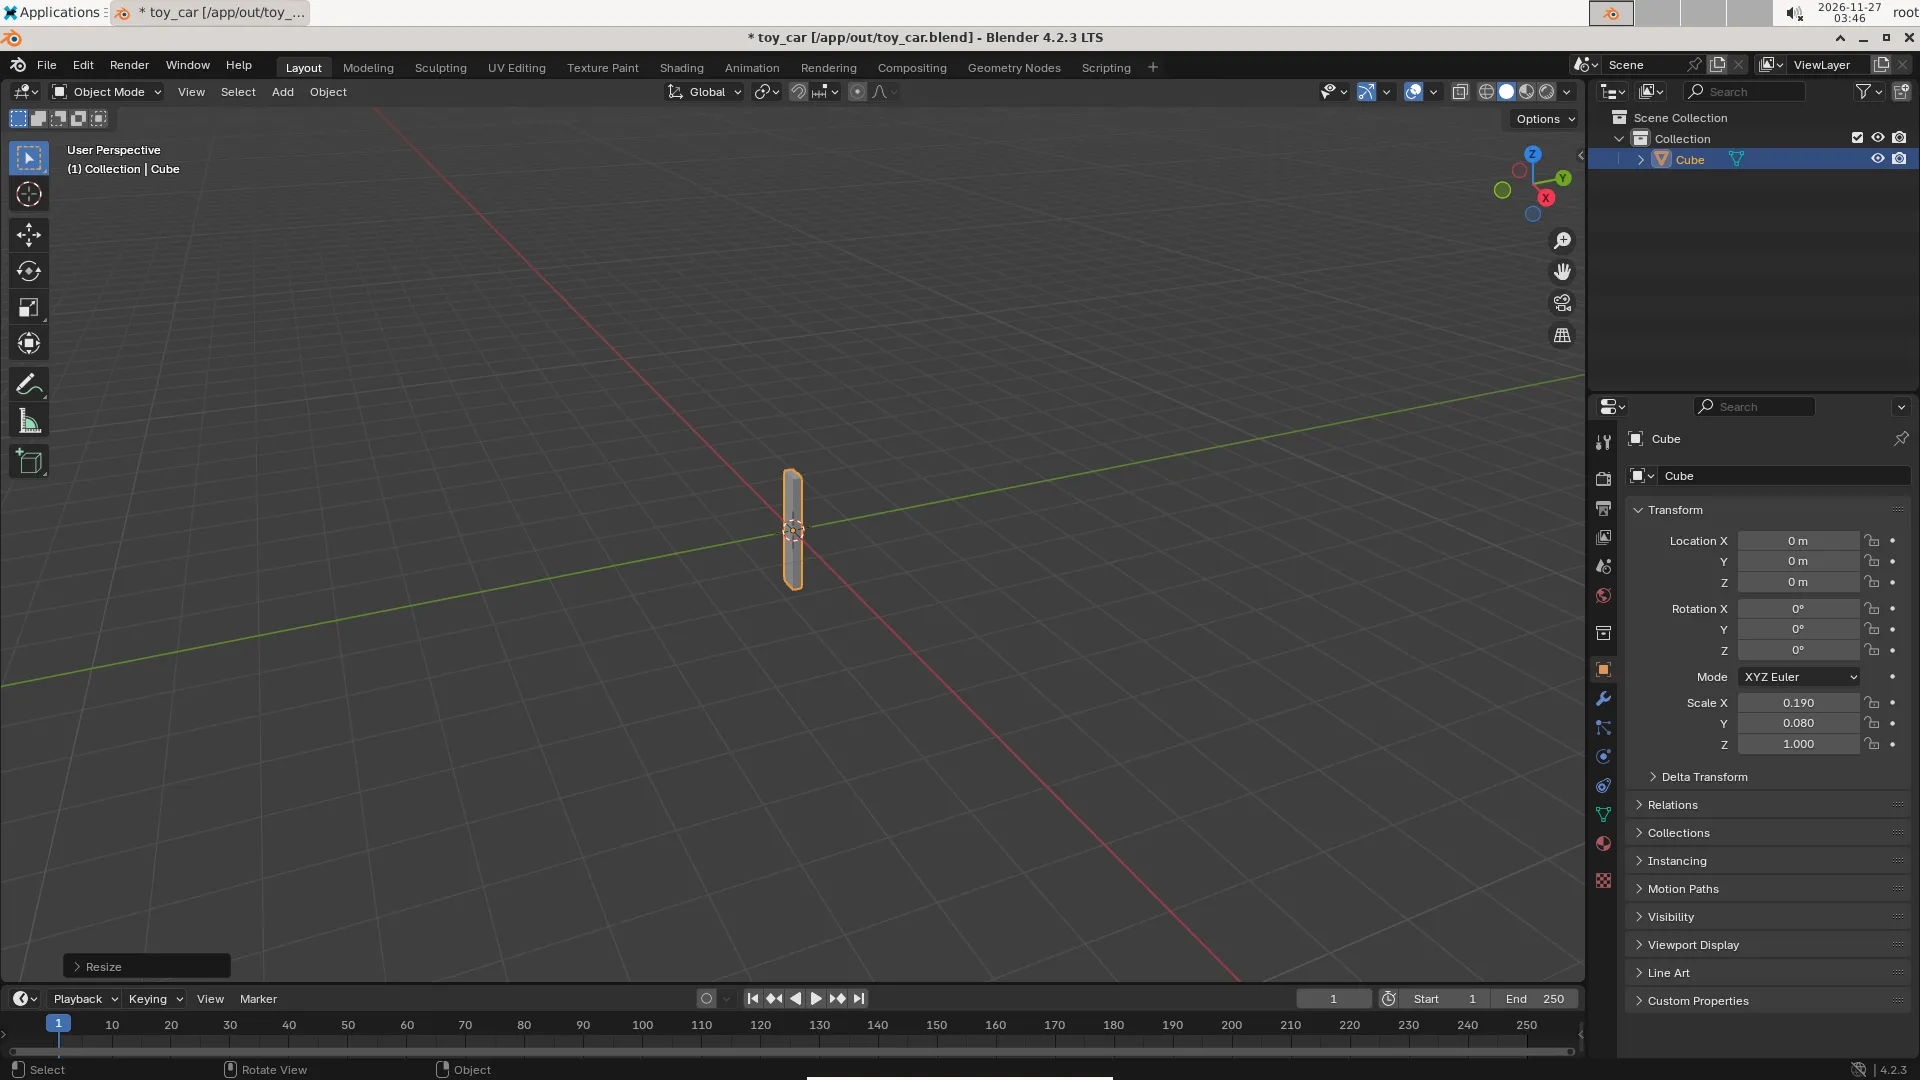 Applications
* toy_car [/app/out/toy_...
2026-11-27
03:46
root
* toy_car [/app/out/toy_car.blend] - Blender 4.2.3 LTS
File Edit Render Window Help
Layout Modeling Sculpting UV Editing Texture Paint Shading Animation Rendering Compositing Geometry Nodes Scripting
Scene
ViewLayer
Object Mode View Select Add Object
Global
Search
Options
User Perspective
(1) Collection | Cube
Z
Y
X
Scene Collection
Collection
Cube
Search
Cube
Cube
Transform
Location X 0 m
Y 0 m
Z 0 m
Rotation X 0°
Y 0°
Z 0°
Mode XYZ Euler
Scale X 0.190
Y 0.080
Z 1.000
Delta Transform
Relations
Collections
Instancing
Motion Paths
Visibility
Viewport Display
Line Art
Custom Properties
Resize
Playback Keying View Marker
1
Start 1
End 250
1 10 20 30 40 50 60 70 80 90 100 110 120 130 140 150 160 170 180 190 200 210 220 230 240 250
Select
Rotate View
Object
4.2.3